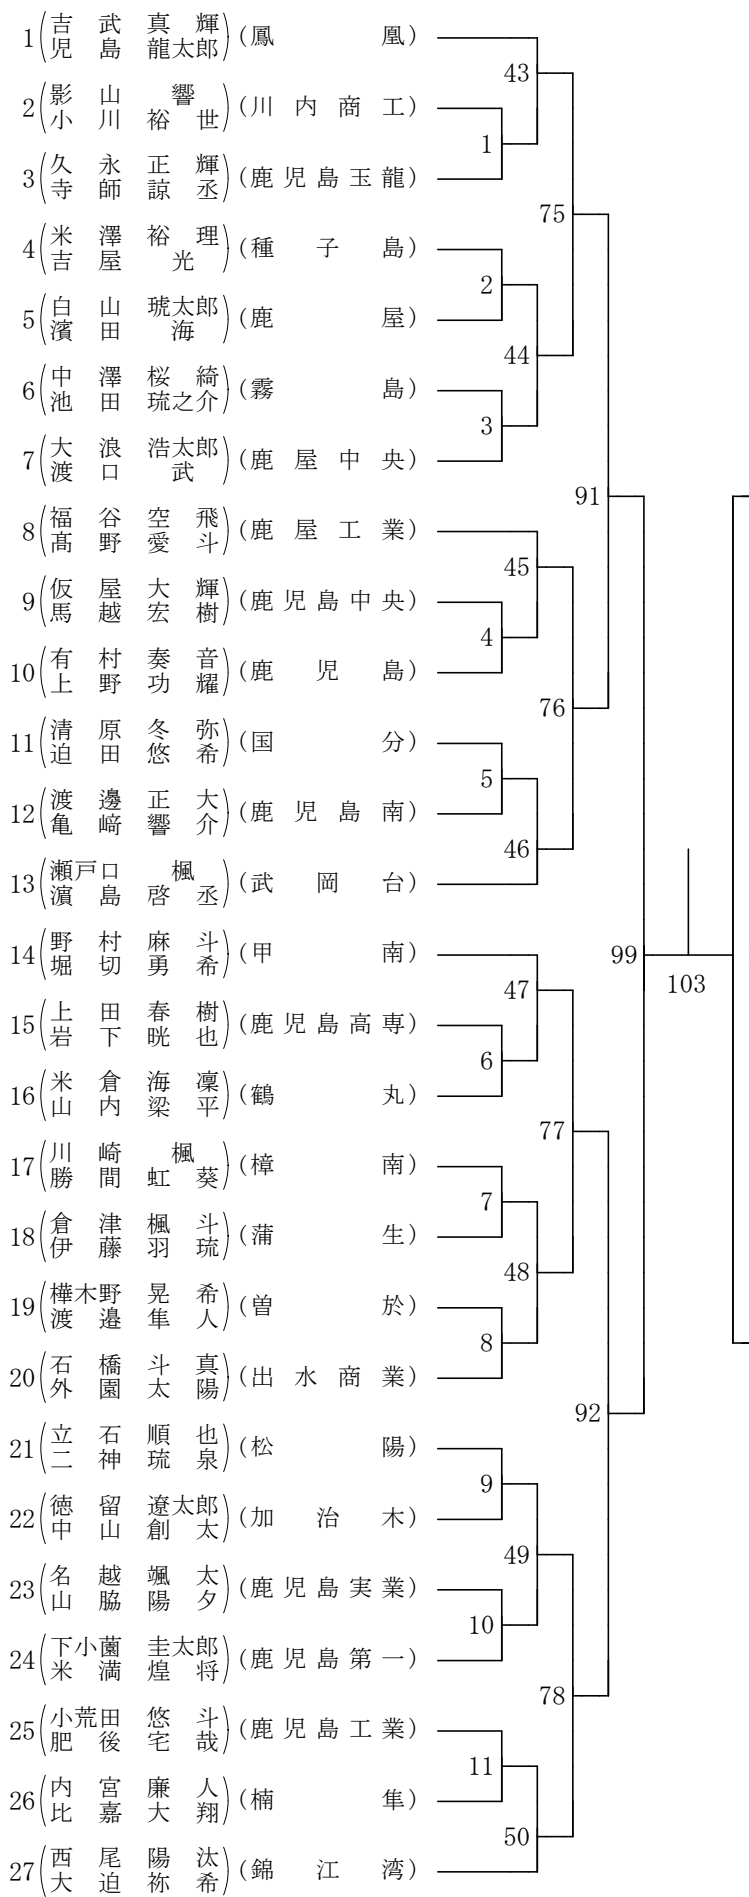 1 吉武真輝 児島龍太郎 (鳳凰)
43
2 影山響 小川裕世 (川内商工)
1
3 久永正輝 寺師諒丞 (鹿児島玉龍)
75
4 米澤裕理 吉屋光 (種子島)
2
5 白山琥太郎 濱田海 (鹿屋)
44
6 中澤桜綺 池田琉之介 (霧島)
3
7 大浪浩太郎 渡口武 (鹿屋中央)
91
8 福谷空飛 髙野愛斗 (鹿屋工業)
45
9 仮屋大輝 馬越宏樹 (鹿児島中央)
4
10 有村奏音 上野功耀 (鹿児島)
76
11 清原冬弥 迫田悠希 (国分)
5
12 渡邊正大 亀﨑響介 (鹿児島南)
46
13 瀬戸口楓 濵島啓丞 (武岡台)
14 野村麻斗 堀切勇希 (甲南)
99
103
47
15 上田春樹 岩下晄也 (鹿児島高専)
6
16 米倉海凜 山内梁平 (鶴丸)
77
17 川崎楓 勝間虹葵 (樟南)
7
18 倉津楓斗 伊藤羽琉 (蒲生)
48
19 樺木野晃希 渡邉隼人 (曽於)
8
20 石橋斗真 外園太陽 (出水商業)
92
21 立石順也 二神琉泉 (松陽)
9
22 徳留遼太郎 中山創太 (加治木)
49
23 名越颯太 山脇陽夕 (鹿児島実業)
10
24 下小薗圭太郎 米満煌将 (鹿児島第一)
78
25 小荒田悠斗 肥後宅哉 (鹿児島工業)
11
26 内宮廉人 比嘉大翔 (楠隼)
50
27 西尾陽汰 大迫祢希 (錦江湾)